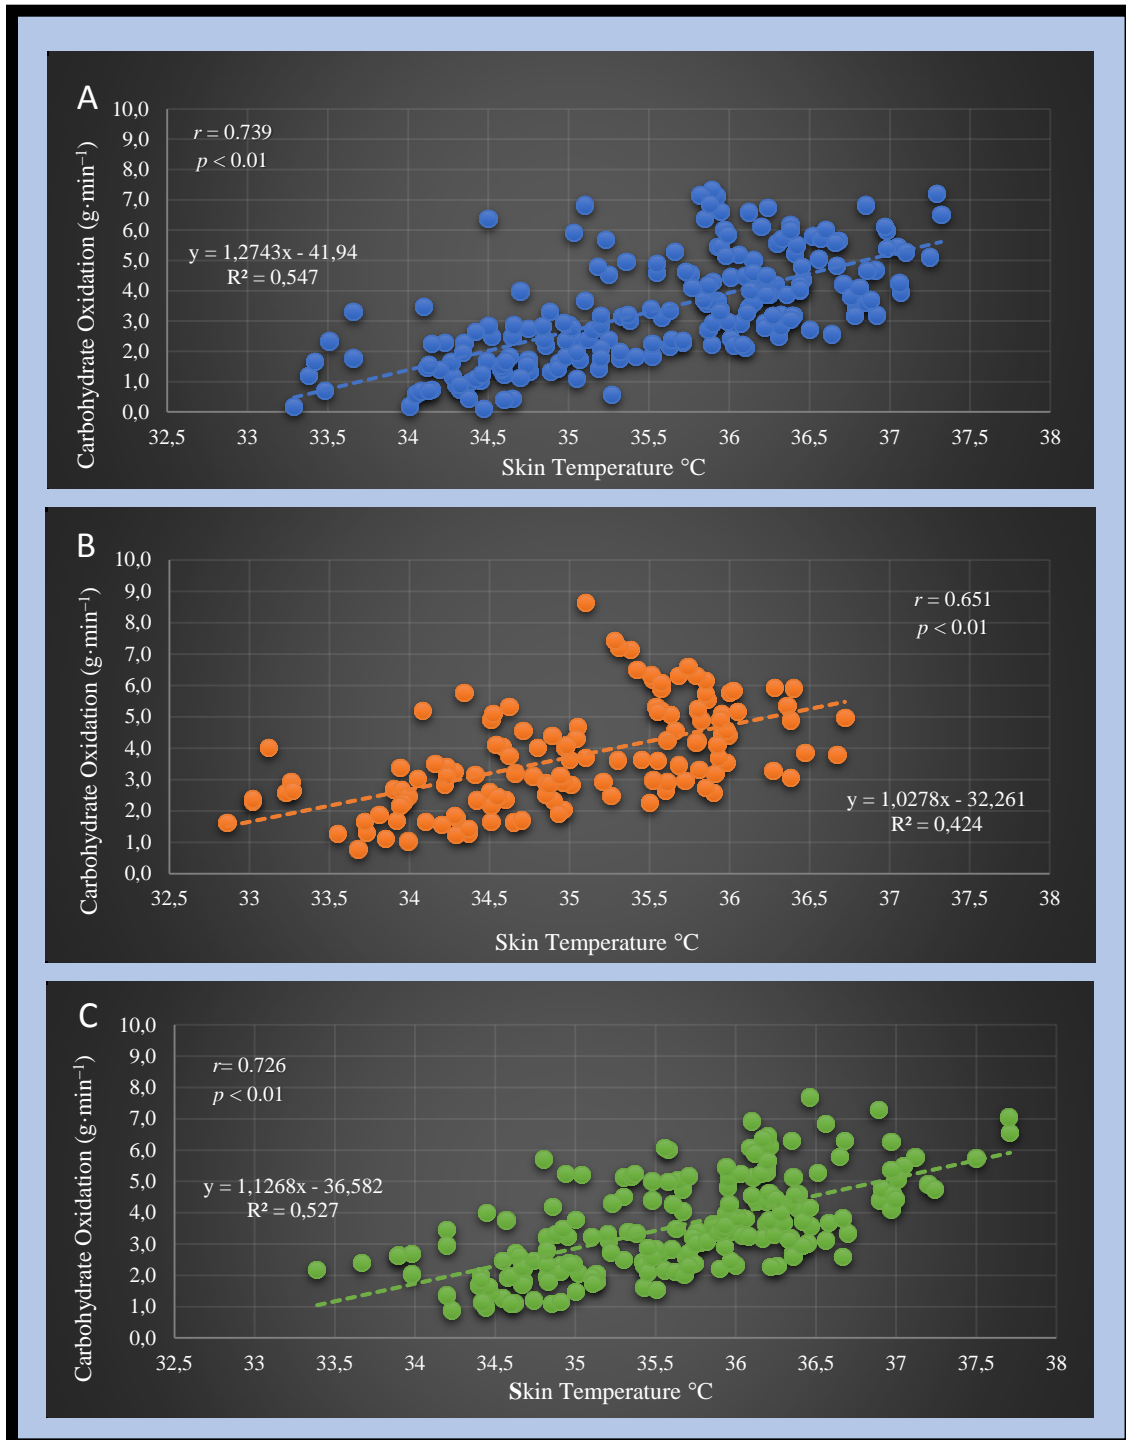 A
Carbohydrate Oxidation (g·min⁻¹)
10,0
9,0
8,0
7,0
6,0
5,0
4,0
3,0
2,0
1,0
0,0
r = 0.739
p < 0.01
y = 1,2743x - 41,94
R² = 0,547
32,5 33 33,5 34 34,5 35 35,5 36 36,5 37 37,5 38
Skin Temperature °C
B
Carbohydrate Oxidation (g·min⁻¹)
10,0
9,0
8,0
7,0
6,0
5,0
4,0
3,0
2,0
1,0
0,0
r = 0.651
p < 0.01
y = 1,0278x - 32,261
R² = 0,424
32,5 33 33,5 34 34,5 35 35,5 36 36,5 37 37,5 38
Skin Temperature °C
C
Carbohydrate Oxidation (g·min⁻¹)
10,0
9,0
8,0
7,0
6,0
5,0
4,0
3,0
2,0
1,0
0,0
r= 0.726
p < 0.01
y = 1,1268x - 36,582
R² = 0,527
32,5 33 33,5 34 34,5 35 35,5 36 36,5 37 37,5 38
Skin Temperature °C